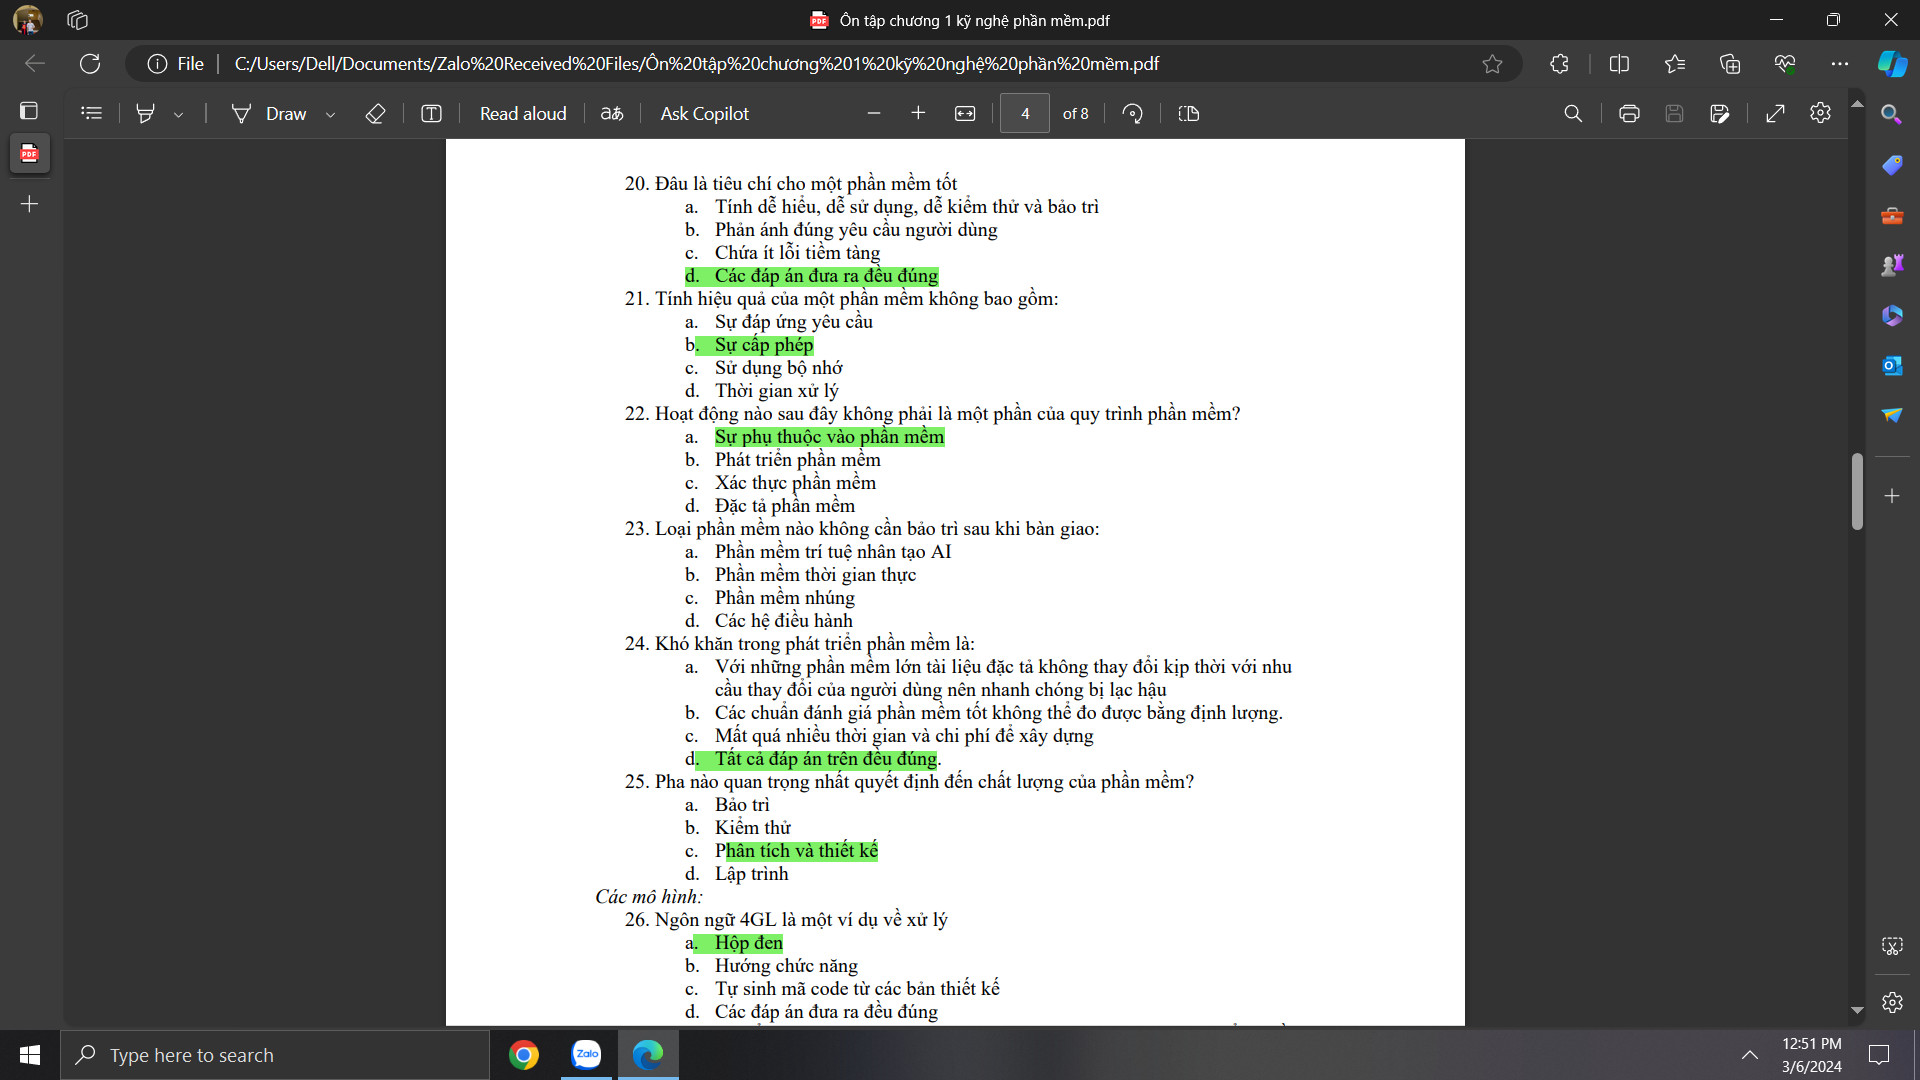 Ôn tập chương 1 kỹ nghệ phần mềm.pdf
File
C:/Users/Dell/Documents/Zalo%20Received%20Files/Ôn%20tập%20chương%201%20kỹ%20nghệ%20phần%20mềm.pdf
Draw
Read aloud
aあ
Ask Copilot
4
of 8
20. Đâu là tiêu chí cho một phần mềm tốt
a. Tính dễ hiểu, dễ sử dụng, dễ kiểm thử và bảo trì
b. Phản ánh đúng yêu cầu người dùng
c. Chứa ít lỗi tiềm tàng
d. Các đáp án đưa ra đều đúng
21. Tính hiệu quả của một phần mềm không bao gồm:
a. Sự đáp ứng yêu cầu
b. Sự cấp phép
c. Sử dụng bộ nhớ
d. Thời gian xử lý
22. Hoạt động nào sau đây không phải là một phần của quy trình phần mềm?
a. Sự phụ thuộc vào phần mềm
b. Phát triển phần mềm
c. Xác thực phần mềm
d. Đặc tả phần mềm
23. Loại phần mềm nào không cần bảo trì sau khi bàn giao:
a. Phần mềm trí tuệ nhân tạo AI
b. Phần mềm thời gian thực
c. Phần mềm nhúng
d. Các hệ điều hành
24. Khó khăn trong phát triển phần mềm là:
a. Với những phần mềm lớn tài liệu đặc tả không thay đổi kịp thời với nhu
cầu thay đổi của người dùng nên nhanh chóng bị lạc hậu
b. Các chuẩn đánh giá phần mềm tốt không thể đo được bằng định lượng.
c. Mất quá nhiều thời gian và chi phí để xây dựng
d. Tất cả đáp án trên đều đúng.
25. Pha nào quan trọng nhất quyết định đến chất lượng của phần mềm?
a. Bảo trì
b. Kiểm thử
c. Phân tích và thiết kế
d. Lập trình
Các mô hình:
26. Ngôn ngữ 4GL là một ví dụ về xử lý
a. Hộp đen
b. Hướng chức năng
c. Tự sinh mã code từ các bản thiết kế
d. Các đáp án đưa ra đều đúng
Type here to search
Zalo
12:51 PM
3/6/2024